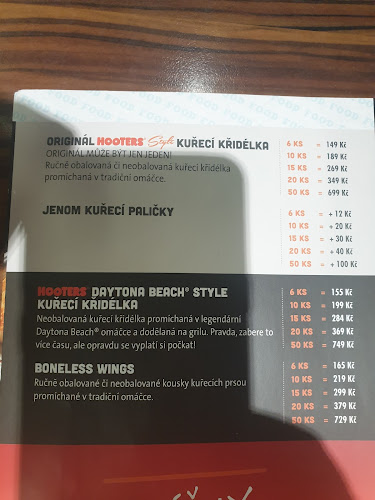 FOOD FOOD FOOD FOOD FOOD
ORIGINÁL HOOTERS® Style KUŘECÍ KŘIDÉLKA
ORIGINÁL MŮŽE BÝT JEN JEDEN!
Ručně obalovaná či neobalovaná kuřecí křidélka
promíchaná v tradiční omáčce.
6 KS = 149 Kč
10 KS = 189 Kč
15 KS = 269 Kč
20 KS = 349 Kč
50 KS = 699 Kč
JENOM KUŘECÍ PALIČKY
6 KS = + 12 Kč
10 KS = + 20 Kč
15 KS = + 30 Kč
20 KS = + 40 Kč
50 KS = + 100 Kč
HOOTERS DAYTONA BEACH® STYLE
KUŘECÍ KŘIDÉLKA
Neobalovaná kuřecí křidélka promíchaná v legendární
Daytona Beach® omáčce a dodělaná na grilu. Pravda, zabere to
více času, ale opravdu se vyplatí si počkat!
6 KS = 155 Kč
10 KS = 199 Kč
15 KS = 284 Kč
20 KS = 369 Kč
50 KS = 749 Kč
BONELESS WINGS
Ručně obalované či neobalované kousky kuřecích prsou
promíchané v tradiční omáčce.
6 KS = 165 Kč
10 KS = 219 Kč
15 KS = 299 Kč
20 KS = 379 Kč
50 KS = 729 Kč